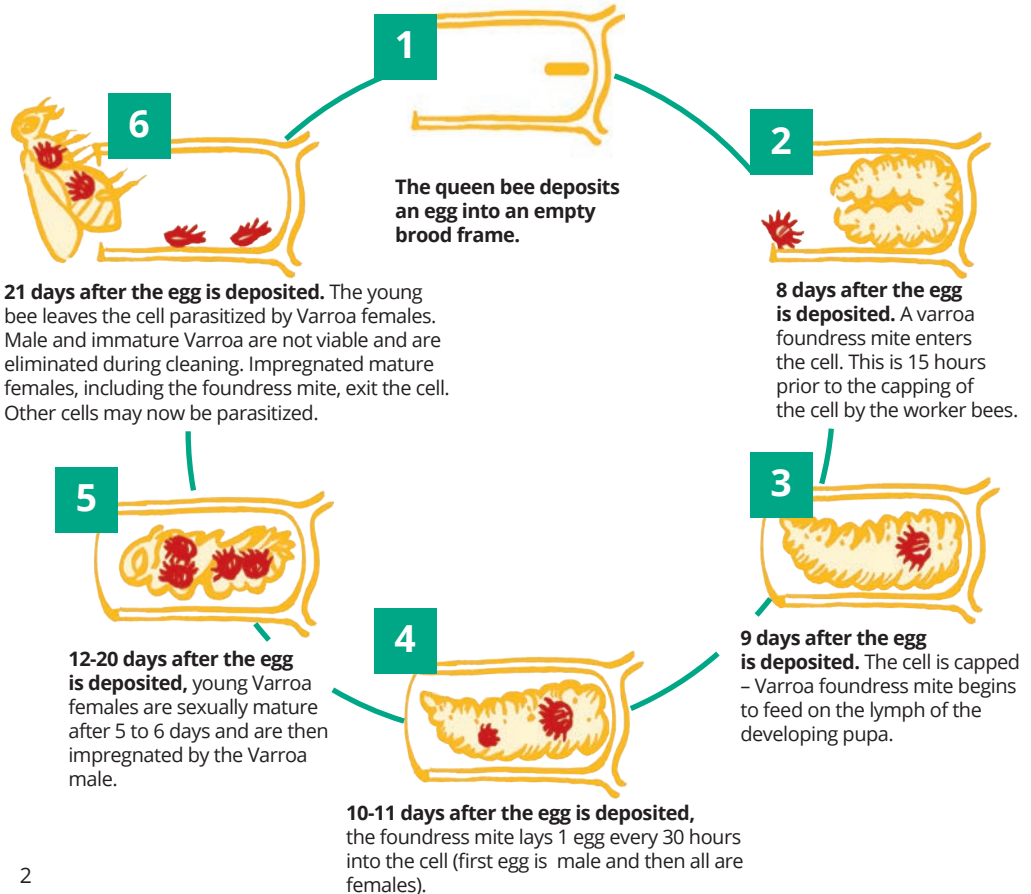 1
The queen bee deposits
an egg into an empty
brood frame.
2
8 days after the egg
is deposited. A varroa
foundress mite enters
the cell. This is 15 hours
prior to the capping of
the cell by the worker bees.
3
9 days after the egg
is deposited. The cell is capped
– Varroa foundress mite begins
to feed on the lymph of the
developing pupa.
4
10-11 days after the egg is deposited,
the foundress mite lays 1 egg every 30 hours
into the cell (first egg is  male and then all are
females).
5
12-20 days after the egg
is deposited, young Varroa
females are sexually mature
after 5 to 6 days and are then
impregnated by the Varroa
male.
6
21 days after the egg is deposited. The young
bee leaves the cell parasitized by Varroa females.
Male and immature Varroa are not viable and are
eliminated during cleaning. Impregnated mature
females, including the foundress mite, exit the cell.
Other cells may now be parasitized.
2